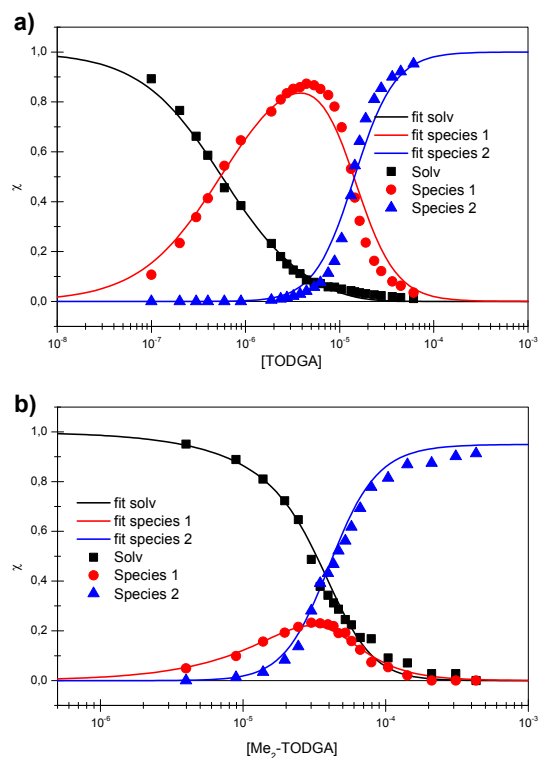 a)
1,0
0,8
0,6
0,4
0,2
0,0
χ
fit solv
fit species 1
fit species 2
Solv
Species 1
Species 2
10⁻⁸ 10⁻⁷ 10⁻⁶ 10⁻⁵ 10⁻⁴ 10⁻³
[TODGA]
b)
1,0
0,8
0,6
0,4
0,2
0,0
χ
fit solv
fit species 1
fit species 2
Solv
Species 1
Species 2
10⁻⁶ 10⁻⁵ 10⁻⁴ 10⁻³
[Me₂-TODGA]